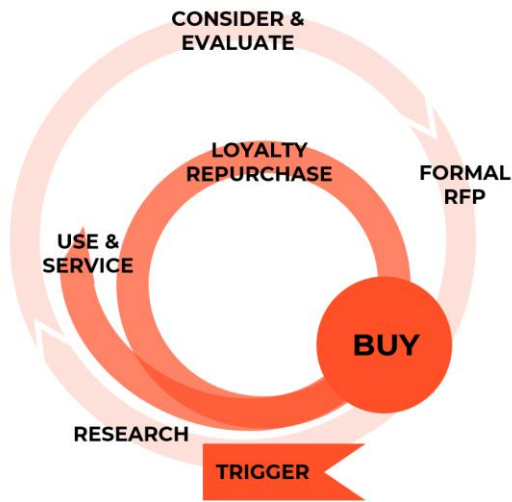 CONSIDER &
EVALUATE
LOYALTY
REPURCHASE
FORMAL
RFP
USE &
SERVICE
BUY
RESEARCH
TRIGGER